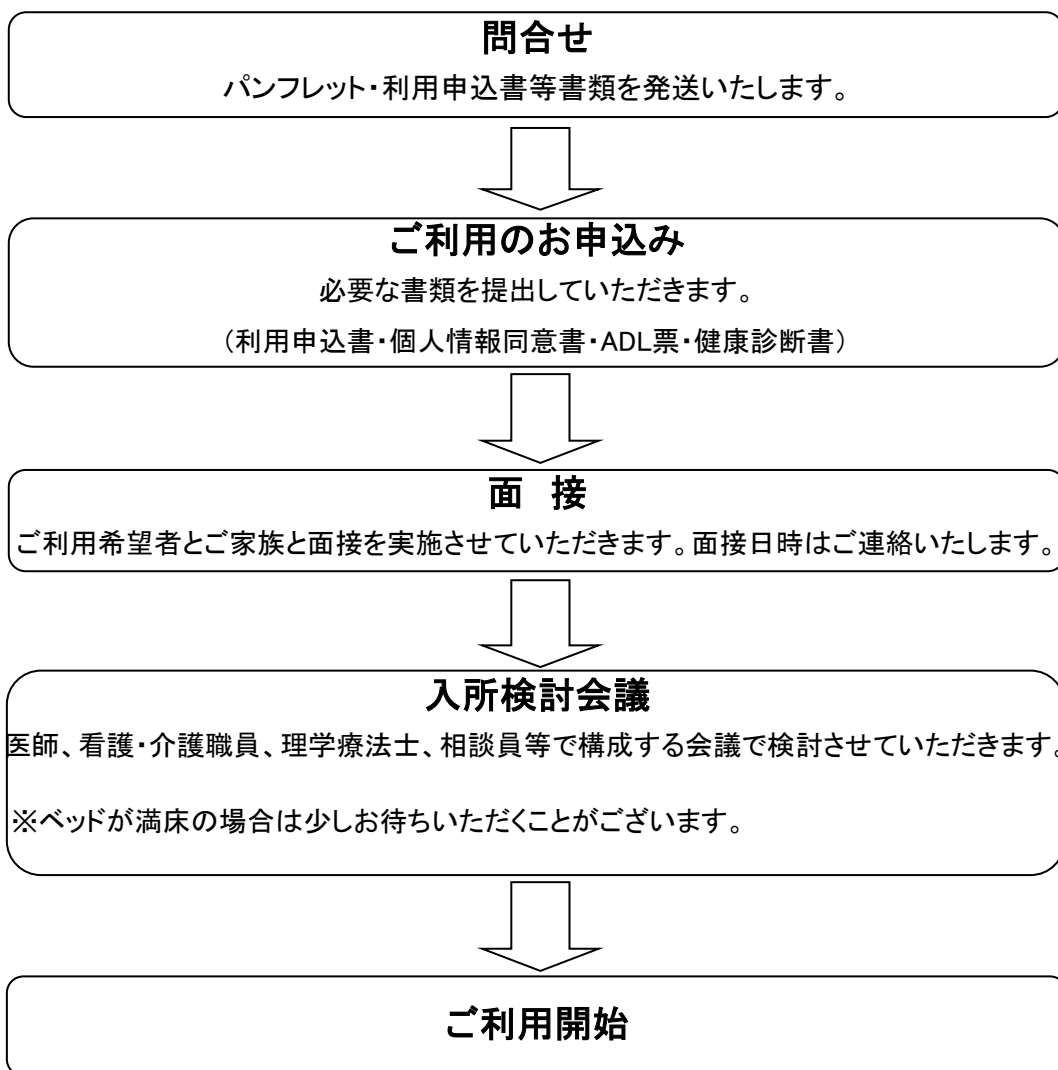 問合せ
パンフレット・利用申込書等書類を発送いたします。
ご利用のお申込み
必要な書類を提出していただきます。
（利用申込書・個人情報同意書・ADL票・健康診断書）
面　接
ご利用希望者とご家族と面接を実施させていただきます。面接日時はご連絡いたします。
入所検討会議
医師、看護・介護職員、理学療法士、相談員等で構成する会議で検討させていただきます。
※ベッドが満床の場合は少しお待ちいただくことがございます。
ご利用開始